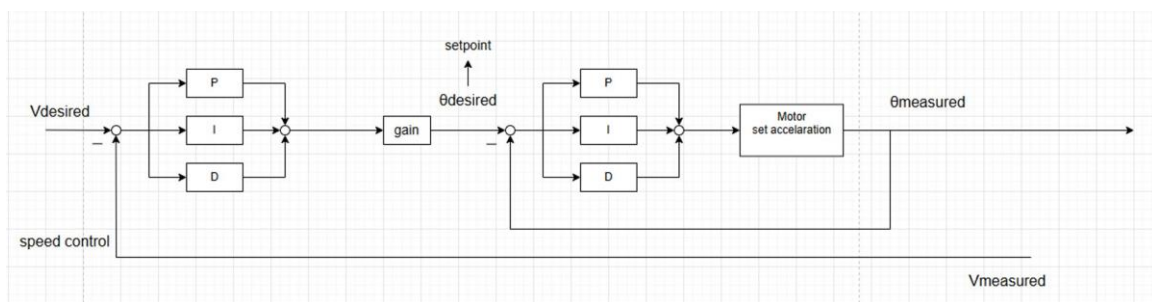 setpoint
Vdesired
P
I
D
gain
θdesired
P
I
D
Motor
set accelaration
θmeasured
speed control
Vmeasured